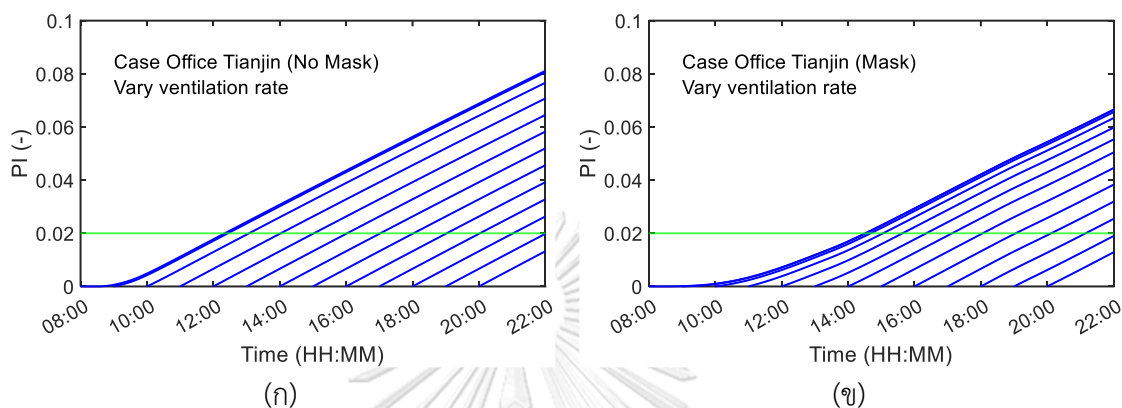 0.1
0.08
0.06
0.04
0.02
0
PI (-)
Case Office Tianjin (No Mask)
Vary ventilation rate
08:00 10:00 12:00 14:00 16:00 18:00 20:00 22:00
Time (HH:MM)
(ก)
0.1
0.08
0.06
0.04
0.02
0
PI (-)
Case Office Tianjin (Mask)
Vary ventilation rate
08:00 10:00 12:00 14:00 16:00 18:00 20:00 22:00
Time (HH:MM)
(ข)